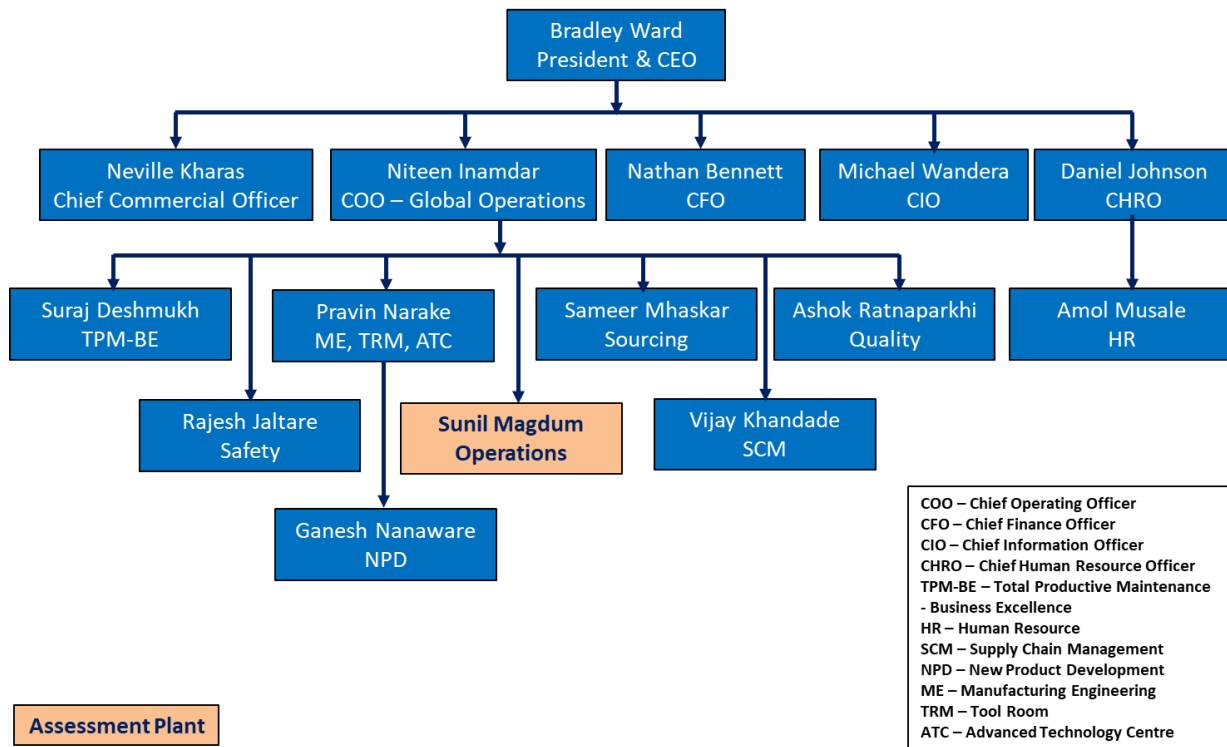 Bradley Ward
President & CEO
Neville Kharas
Chief Commercial Officer
Niteen Inamdar
COO – Global Operations
Nathan Bennett
CFO
Michael Wandera
CIO
Daniel Johnson
CHRO
Suraj Deshmukh
TPM-BE
Pravin Narake
ME, TRM, ATC
Sameer Mhaskar
Sourcing
Ashok Ratnaparkhi
Quality
Amol Musale
HR
Rajesh Jaltare
Safety
Sunil Magdum
Operations
Vijay Khandade
SCM
Ganesh Nanaware
NPD
COO – Chief Operating Officer
CFO – Chief Finance Officer
CIO – Chief Information Officer
CHRO – Chief Human Resource Officer
TPM-BE – Total Productive Maintenance
- Business Excellence
HR – Human Resource
SCM – Supply Chain Management
NPD – New Product Development
ME – Manufacturing Engineering
TRM – Tool Room
ATC – Advanced Technology Centre
Assessment Plant